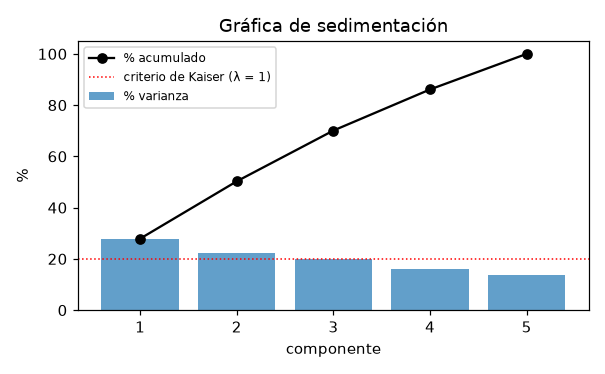 Gráfica de sedimentación
% acumulado
criterio de Kaiser (λ = 1)
% varianza
100
80
60
40
20
0
%
1 2 3 4 5
componente